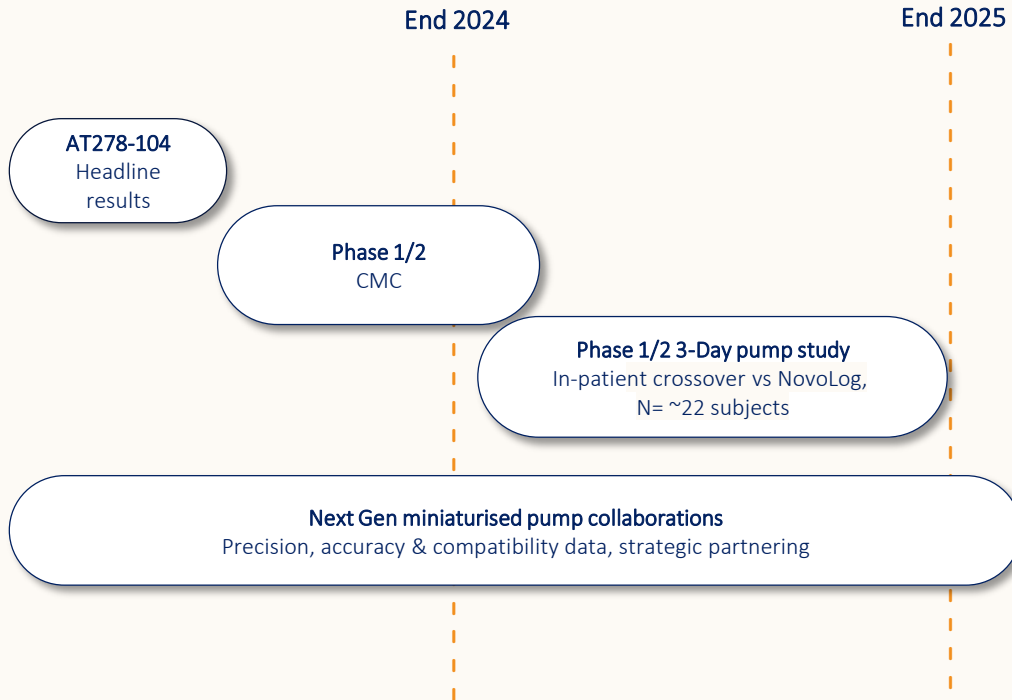 End 2024
End 2025
AT278-104
Headline
results
Phase 1/2
CMC
Phase 1/2 3-Day pump study
In-patient crossover vs NovoLog,
N= ~22 subjects
Next Gen miniaturised pump collaborations
Precision, accuracy & compatibility data, strategic partnering